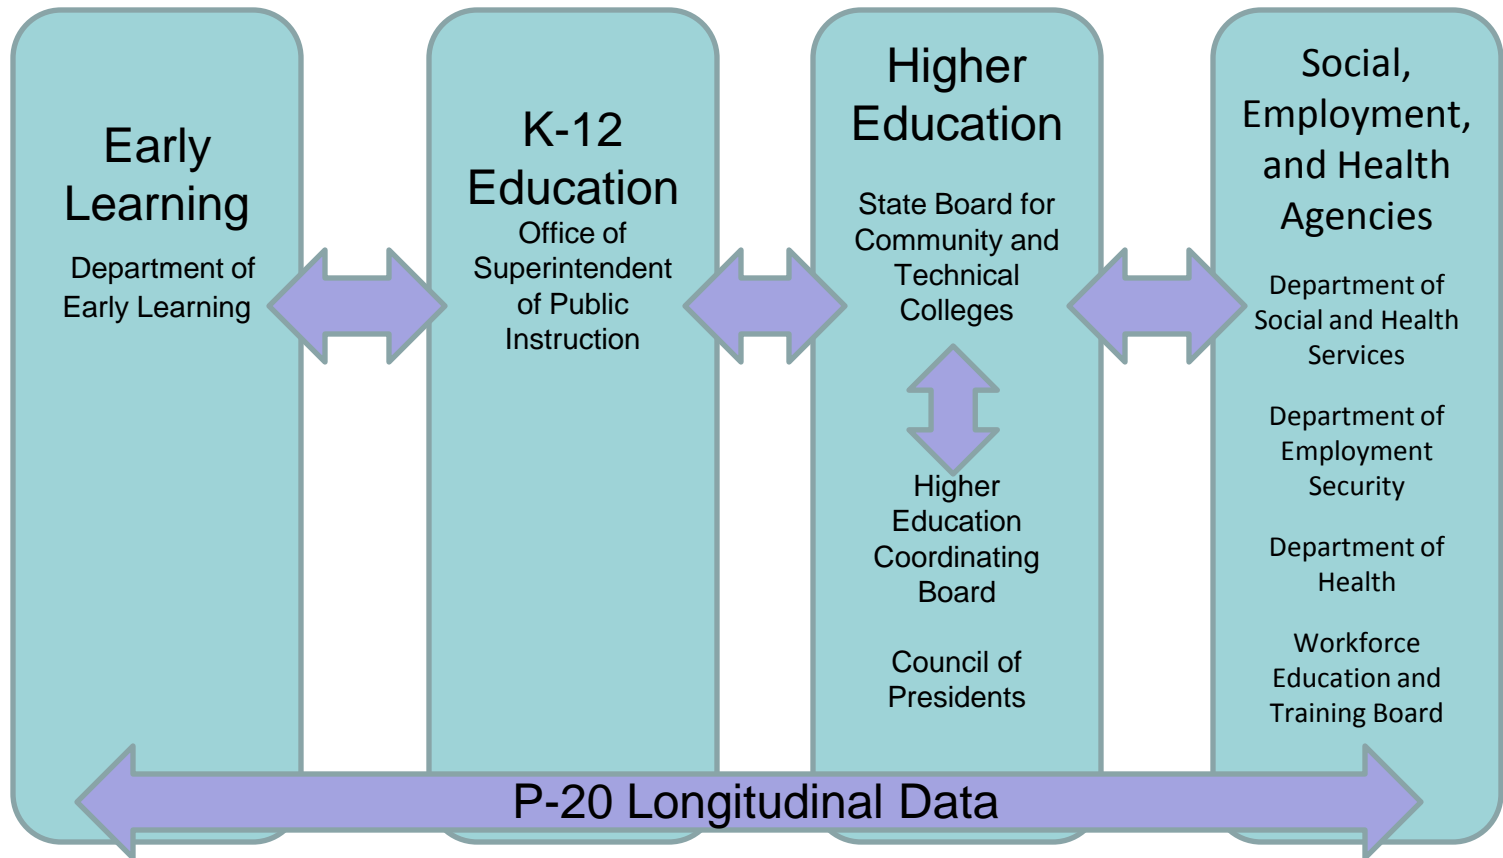 Early
Learning
Department of
Early Learning
K-12
Education
Office of
Superintendent
of Public
Instruction
Higher
Education
State Board for
Community and
Technical
Colleges
Higher
Education
Coordinating
Board
Council of
Presidents
Social,
Employment,
and Health
Agencies
Department of
Social and Health
Services
Department of
Employment
Security
Department of
Health
Workforce
Education and
Training Board
P-20 Longitudinal Data